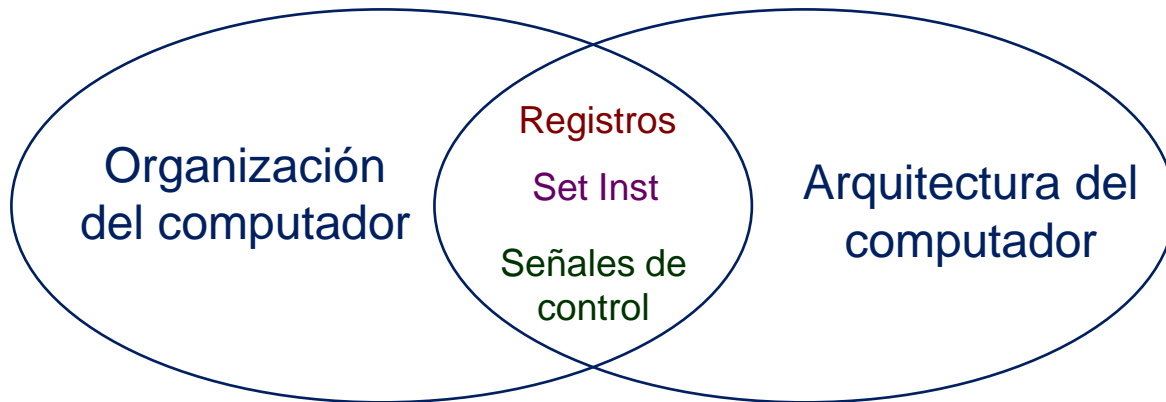 Organización
del computador
Registros
Set Inst
Señales de
control
Arquitectura del
computador